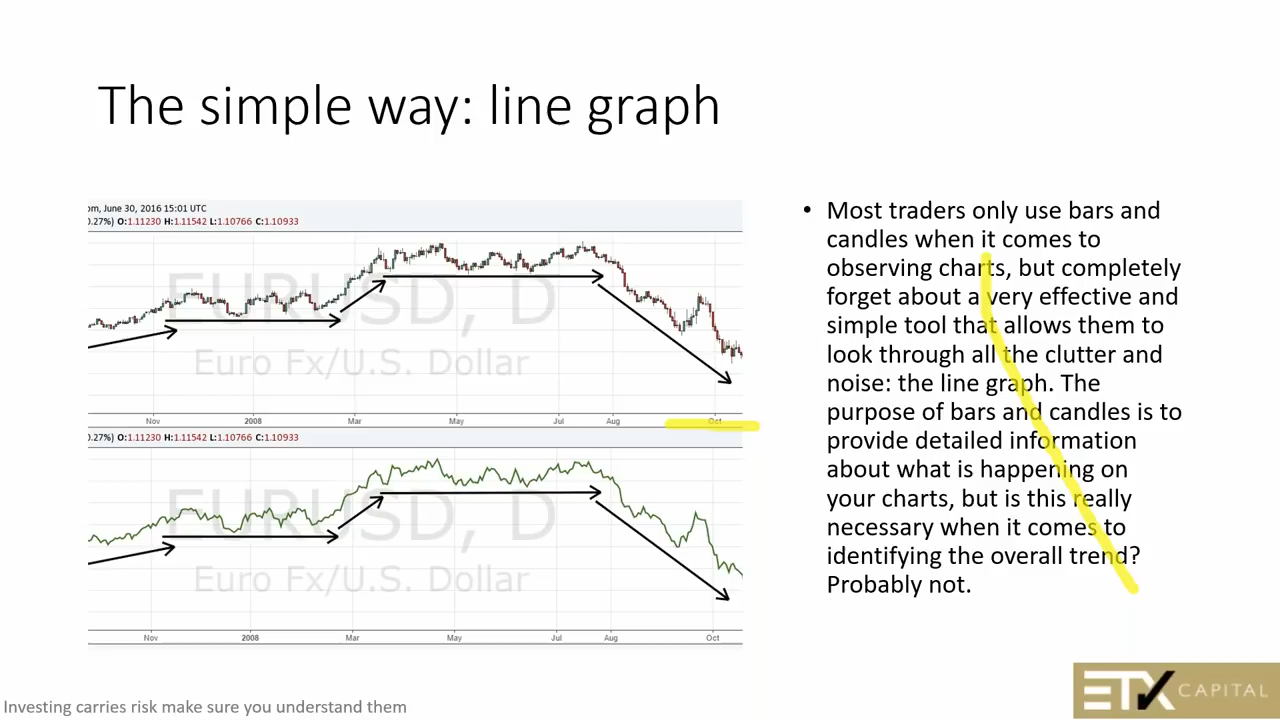 The simple way: line graph
om, June 30, 2016 15:01 UTC
0.27%) O:1.11230 H:1.11542 L:1.10766 C:1.10933
EURUSD, D
Euro Fx/U.S. Dollar
Nov 2008 Mar May Jul Aug Oct
0.27%) O:1.11230 H:1.11542 L:1.10766 C:1.10933
EURUSD, D
Euro Fx/U.S. Dollar
Nov 2008 Mar May Jul Aug Oct
• Most traders only use bars and
candles when it comes to
observing charts, but completely
forget about a very effective and
simple tool that allows them to
look through all the clutter and
noise: the line graph. The
purpose of bars and candles is to
provide detailed information
about what is happening on
your charts, but is this really
necessary when it comes to
identifying the overall trend?
Probably not.
Investing carries risk make sure you understand them
ETX CAPITAL